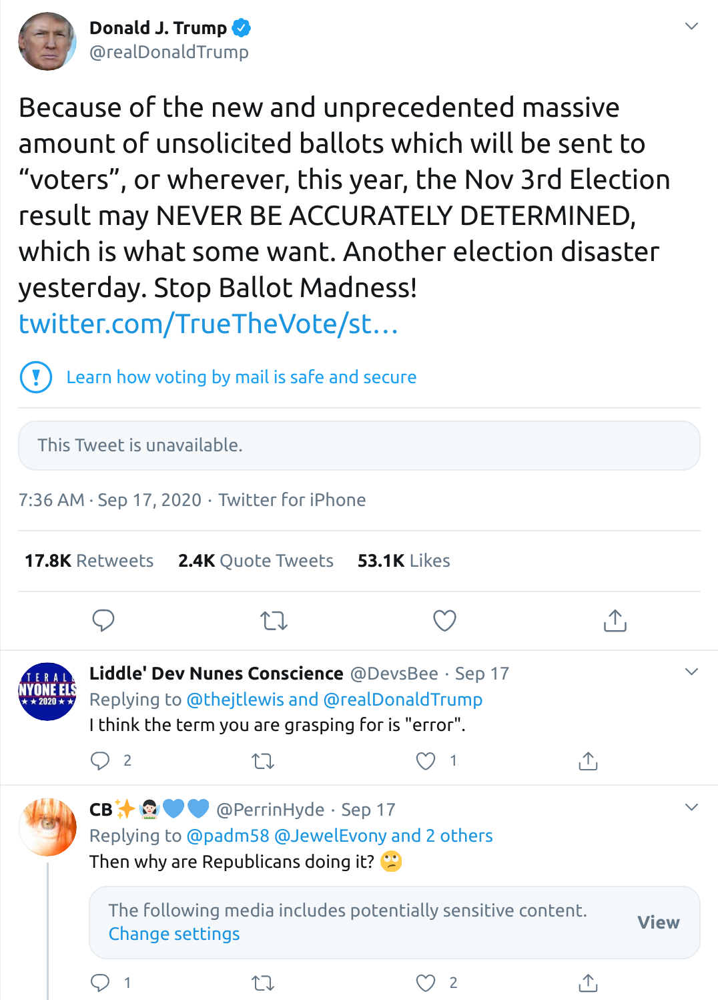 Donald J. Trump
@realDonaldTrump
Because of the new and unprecedented massive
amount of unsolicited ballots which will be sent to
“voters”, or wherever, this year, the Nov 3rd Election
result may NEVER BE ACCURATELY DETERMINED,
which is what some want. Another election disaster
yesterday. Stop Ballot Madness!
twitter.com/TrueTheVote/st…
Learn how voting by mail is safe and secure
This Tweet is unavailable.
7:36 AM · Sep 17, 2020 · Twitter for iPhone
17.8K Retweets 2.4K Quote Tweets 53.1K Likes
TERAL
NYONE ELS
★★ 2020 ★★
Liddle' Dev Nunes Conscience @DevsBee · Sep 17
Replying to @thejtlewis and @realDonaldTrump
I think the term you are grasping for is "error".
2 1
CB✨🧚🏻💙💙 @PerrinHyde · Sep 17
Replying to @padm58 @JewelEvony and 2 others
Then why are Republicans doing it? 🙄
The following media includes potentially sensitive content.
Change settings
View
1 2